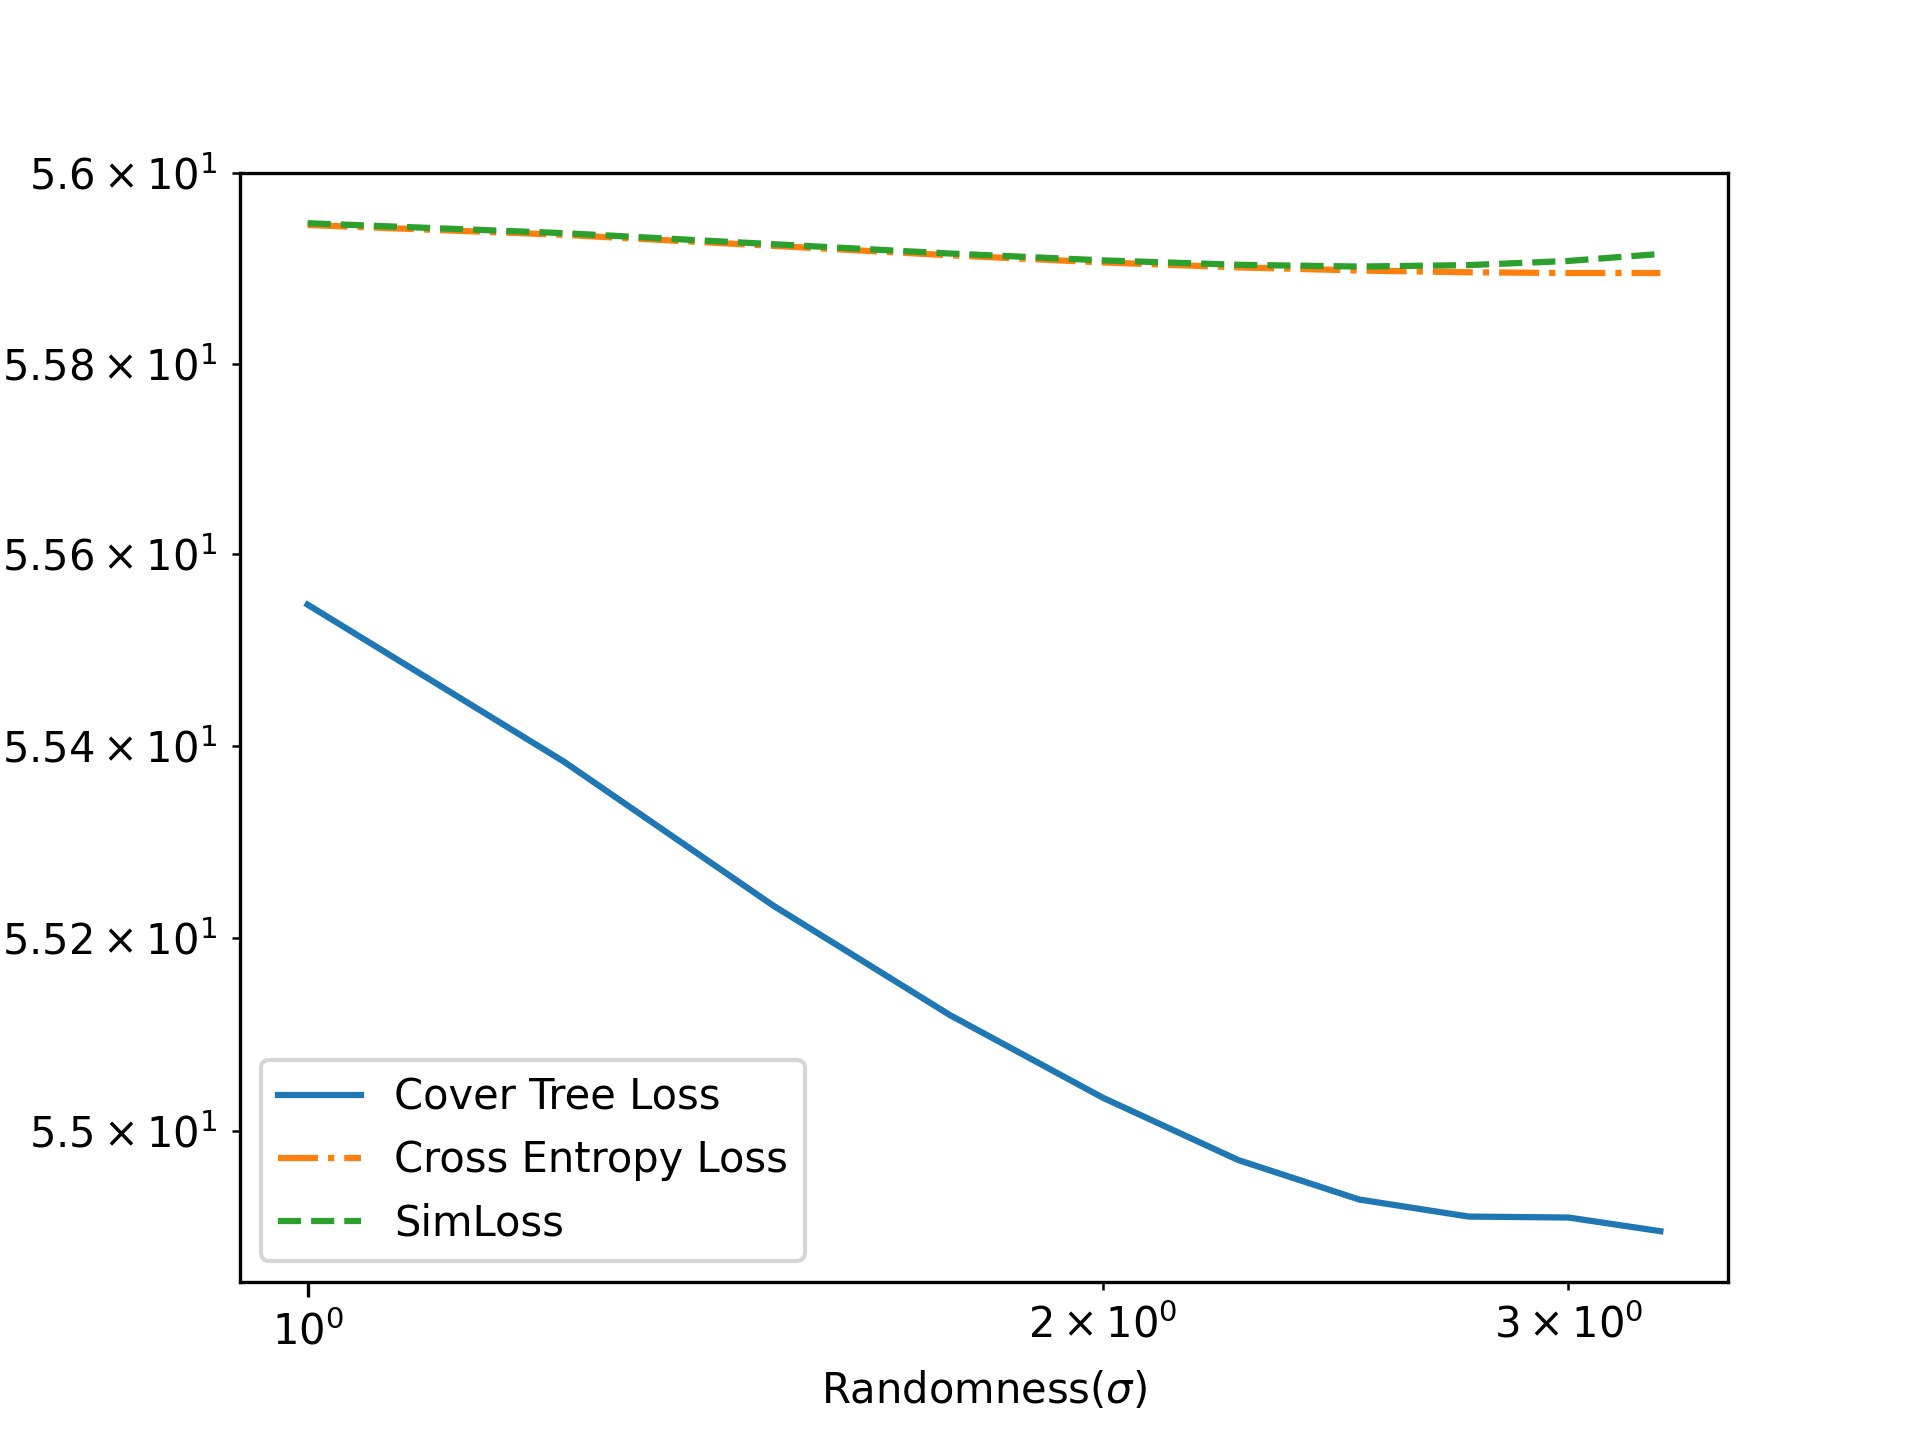 5.6 × 10¹
5.58 × 10¹
5.56 × 10¹
5.54 × 10¹
5.52 × 10¹
5.5 × 10¹
Cover Tree Loss
Cross Entropy Loss
SimLoss
10⁰
2 × 10⁰
3 × 10⁰
Randomness(σ)